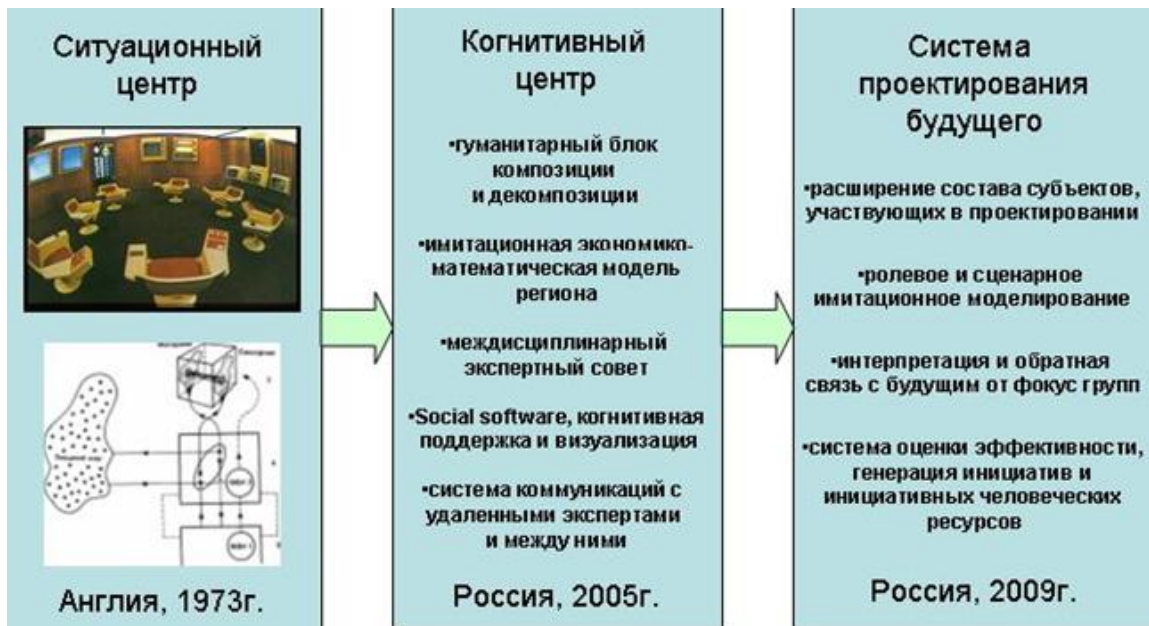 Ситуационный
центр
Англия, 1973г.
Когнитивный
центр
•гуманитарный блок
композиции
и декомпозиции
•имитационная экономико-
математическая модель
региона
•междисциплинарный
экспертный совет
•Social software, когнитивная
поддержка и визуализация
•система коммуникаций с
удаленными экспертами
и между ними
Россия, 2005г.
Система
проектирования
будущего
•расширение состава субъектов,
участвующих в проектировании
•ролевое и сценарное
имитационное моделирование
•интерпретация и обратная
связь с будущим от фокус групп
•система оценки эффективности,
генерация инициатив и
инициативных человеческих
ресурсов
Россия, 2009г.